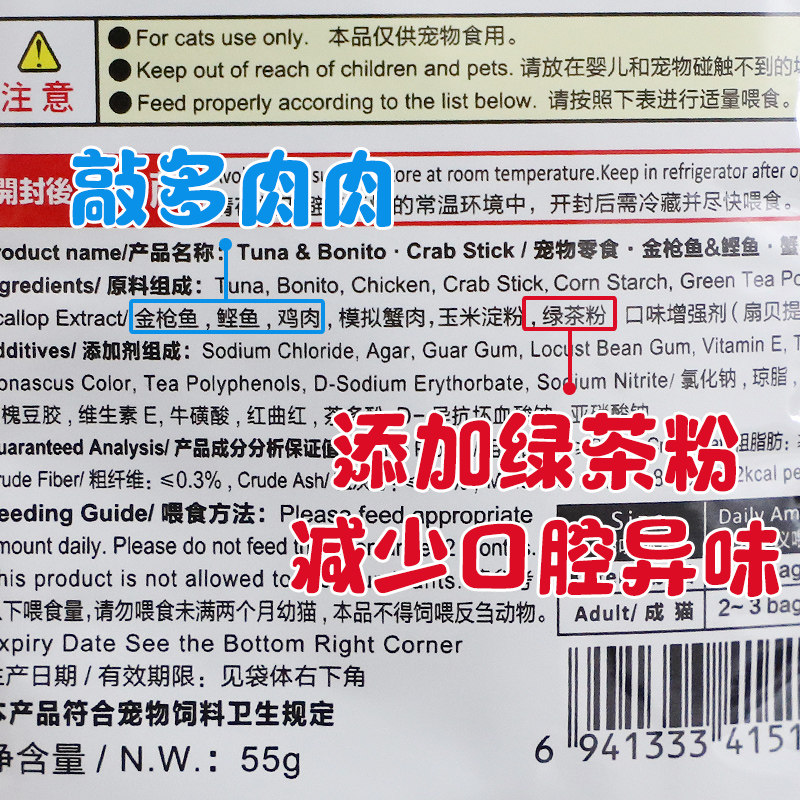 For cats use only. 本品仅供宠物食用。
Keep out of reach of children and pets. 请放在婴儿和宠物碰触不到的
注意
Feed properly according to the list below. 请按照下表进行适量喂食。
開封後
store at room temperature.Keep in refrigerator after
敲多肉肉
的常温环境中，开封后需冷藏并尽快喂食。
roduct name/产品名称: Tuna & Bonito · Crab Stick / 宠物零食 · 金枪鱼&鲣鱼 · 蟹
ngredients/ 原料组成: Tuna, Bonito, Chicken, Crab Stick, Corn Starch, Green Tea Po
callop Extract/金枪鱼 , 鲣鱼 , 鸡肉 , 模拟蟹肉, 玉米淀粉 , 绿茶粉 口味增强剂 ( 扇贝提
dditives/ 添加剂组成: Sodium Chloride, Agar, Guar Gum, Locust Bean Gum, Vitamin E, T
onascus Color, Tea Polyphenols, D-Sodium Erythorbate, Sodium Nitrite/ 氯化钠 , 琼脂 ,
槐豆胶 , 维生素 E, 牛磺酸 , 红曲红 , 茶多酚
uaranteed Analysis/ 产品成分分析保证值
粗脂肪:
添加绿茶粉
rude Fiber/ 粗纤维: ≤0.3% , Crude Ash/
2kcal pe
eeding Guide/ 喂食方法: Please feed appropriate
mount daily. Please do not feed
减少口腔异味
his product is not allowed to
以下喂食量, 请勿喂食未满两个月幼猫 , 本品不得饲喂反刍动物。
xpiry Date See the Bottom Right Corner
生产日期 / 有效期限: 见袋体右下角
本产品符合宠物饲料卫生规定
净含量 / N.W.: 55g
Daily Am
Adult/ 成猫 2~3 bag
6 941333 4151